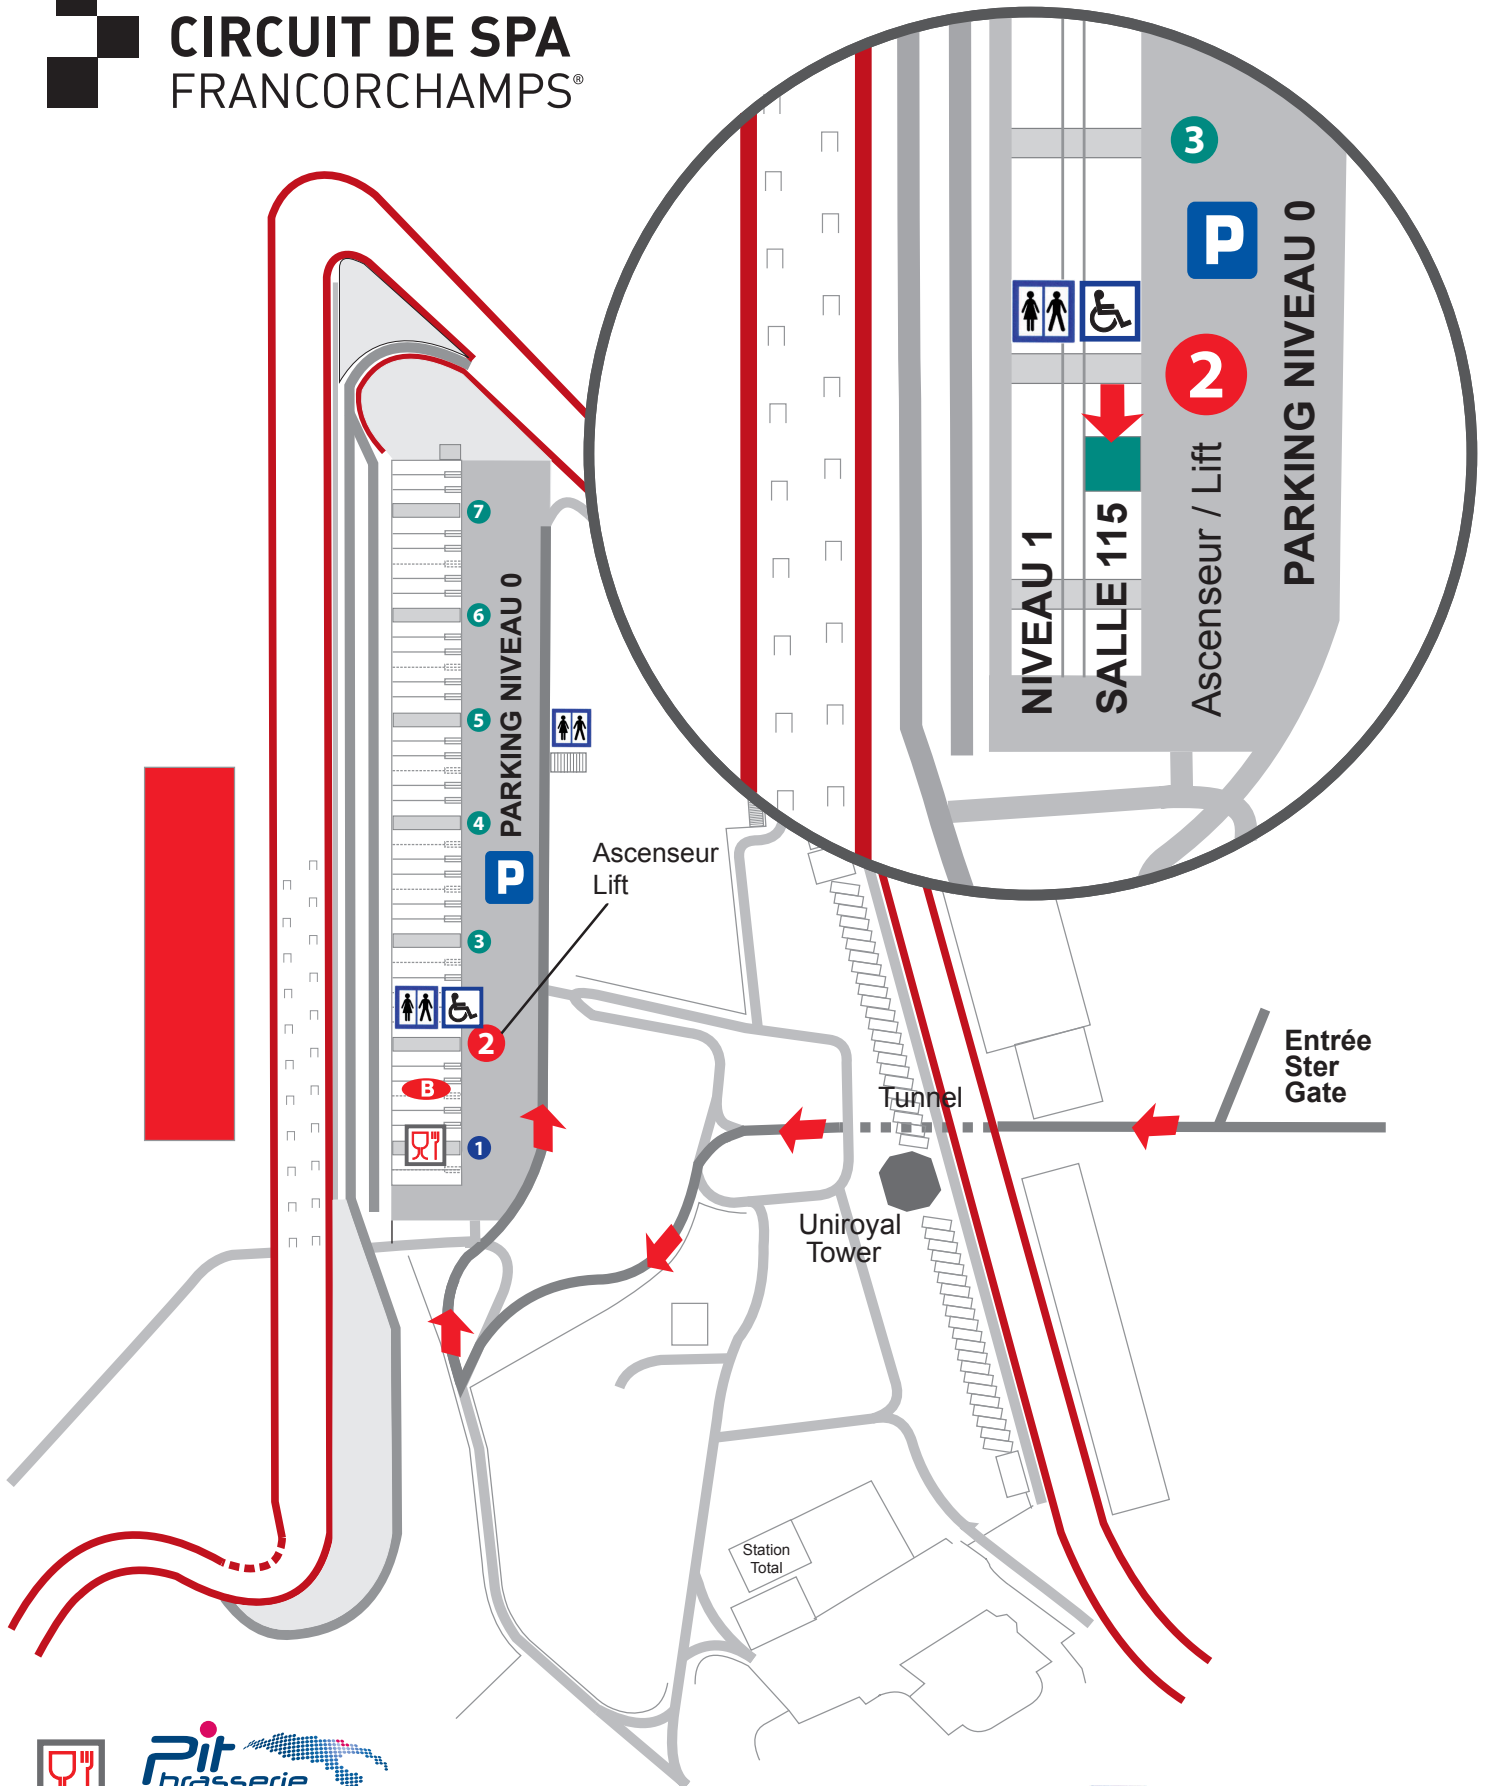 CIRCUIT DE SPA
FRANCORCHAMPS®
3
P
PARKING NIVEAU 0
2
Ascenseur / Lift
NIVEAU 1
SALLE 115
7
6
PARKING NIVEAU 0
5
4
P
Ascenseur
Lift
3
2
B
1
Entrée
Ster
Gate
Tunnel
Uniroyal
Tower
Station
Total
Pit
brasserie